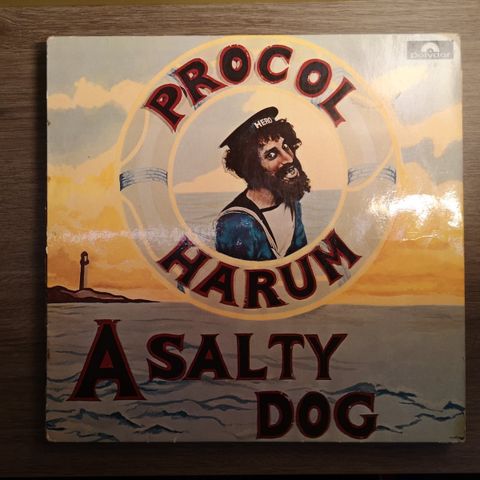 Polydor
PROCOL
HERO
HARUM
A SALTY
DOG